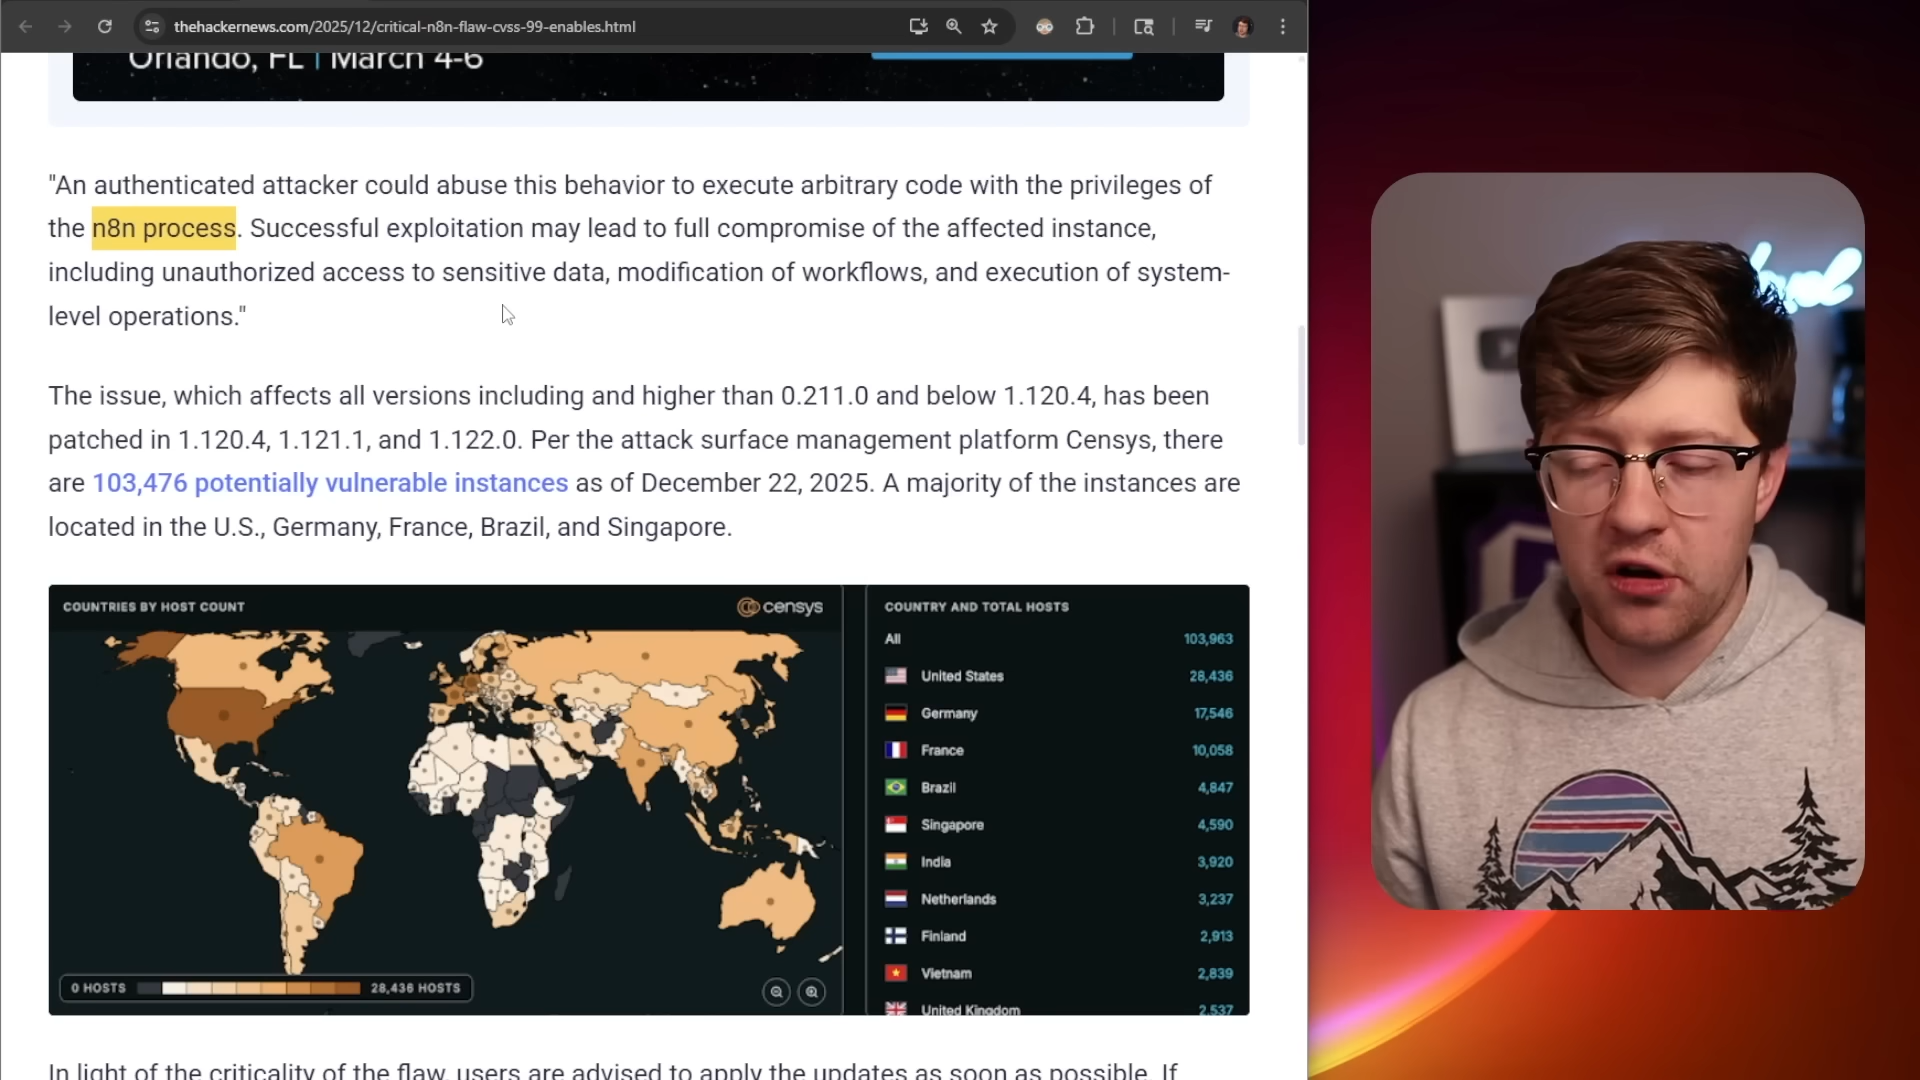 thehackernews.com/2025/12/critical-n8n-flaw-cvss-99-enables.html
Orlando, FL | March 4-6
"An authenticated attacker could abuse this behavior to execute arbitrary code with the privileges of
the n8n process. Successful exploitation may lead to full compromise of the affected instance,
including unauthorized access to sensitive data, modification of workflows, and execution of system-
level operations."
The issue, which affects all versions including and higher than 0.211.0 and below 1.120.4, has been
patched in 1.120.4, 1.121.1, and 1.122.0. Per the attack surface management platform Censys, there
are 103,476 potentially vulnerable instances as of December 22, 2025. A majority of the instances are
located in the U.S., Germany, France, Brazil, and Singapore.
COUNTRIES BY HOST COUNT
censys
0 HOSTS
28,436 HOSTS
COUNTRY AND TOTAL HOSTS
All 103,963
United States 28,436
Germany 17,546
France 10,058
Brazil 4,847
Singapore 4,590
India 3,920
Netherlands 3,237
Finland 2,913
Vietnam 2,839
United Kingdom 2,537
In light of the criticality of the flaw, users are advised to apply the updates as soon as possible. If